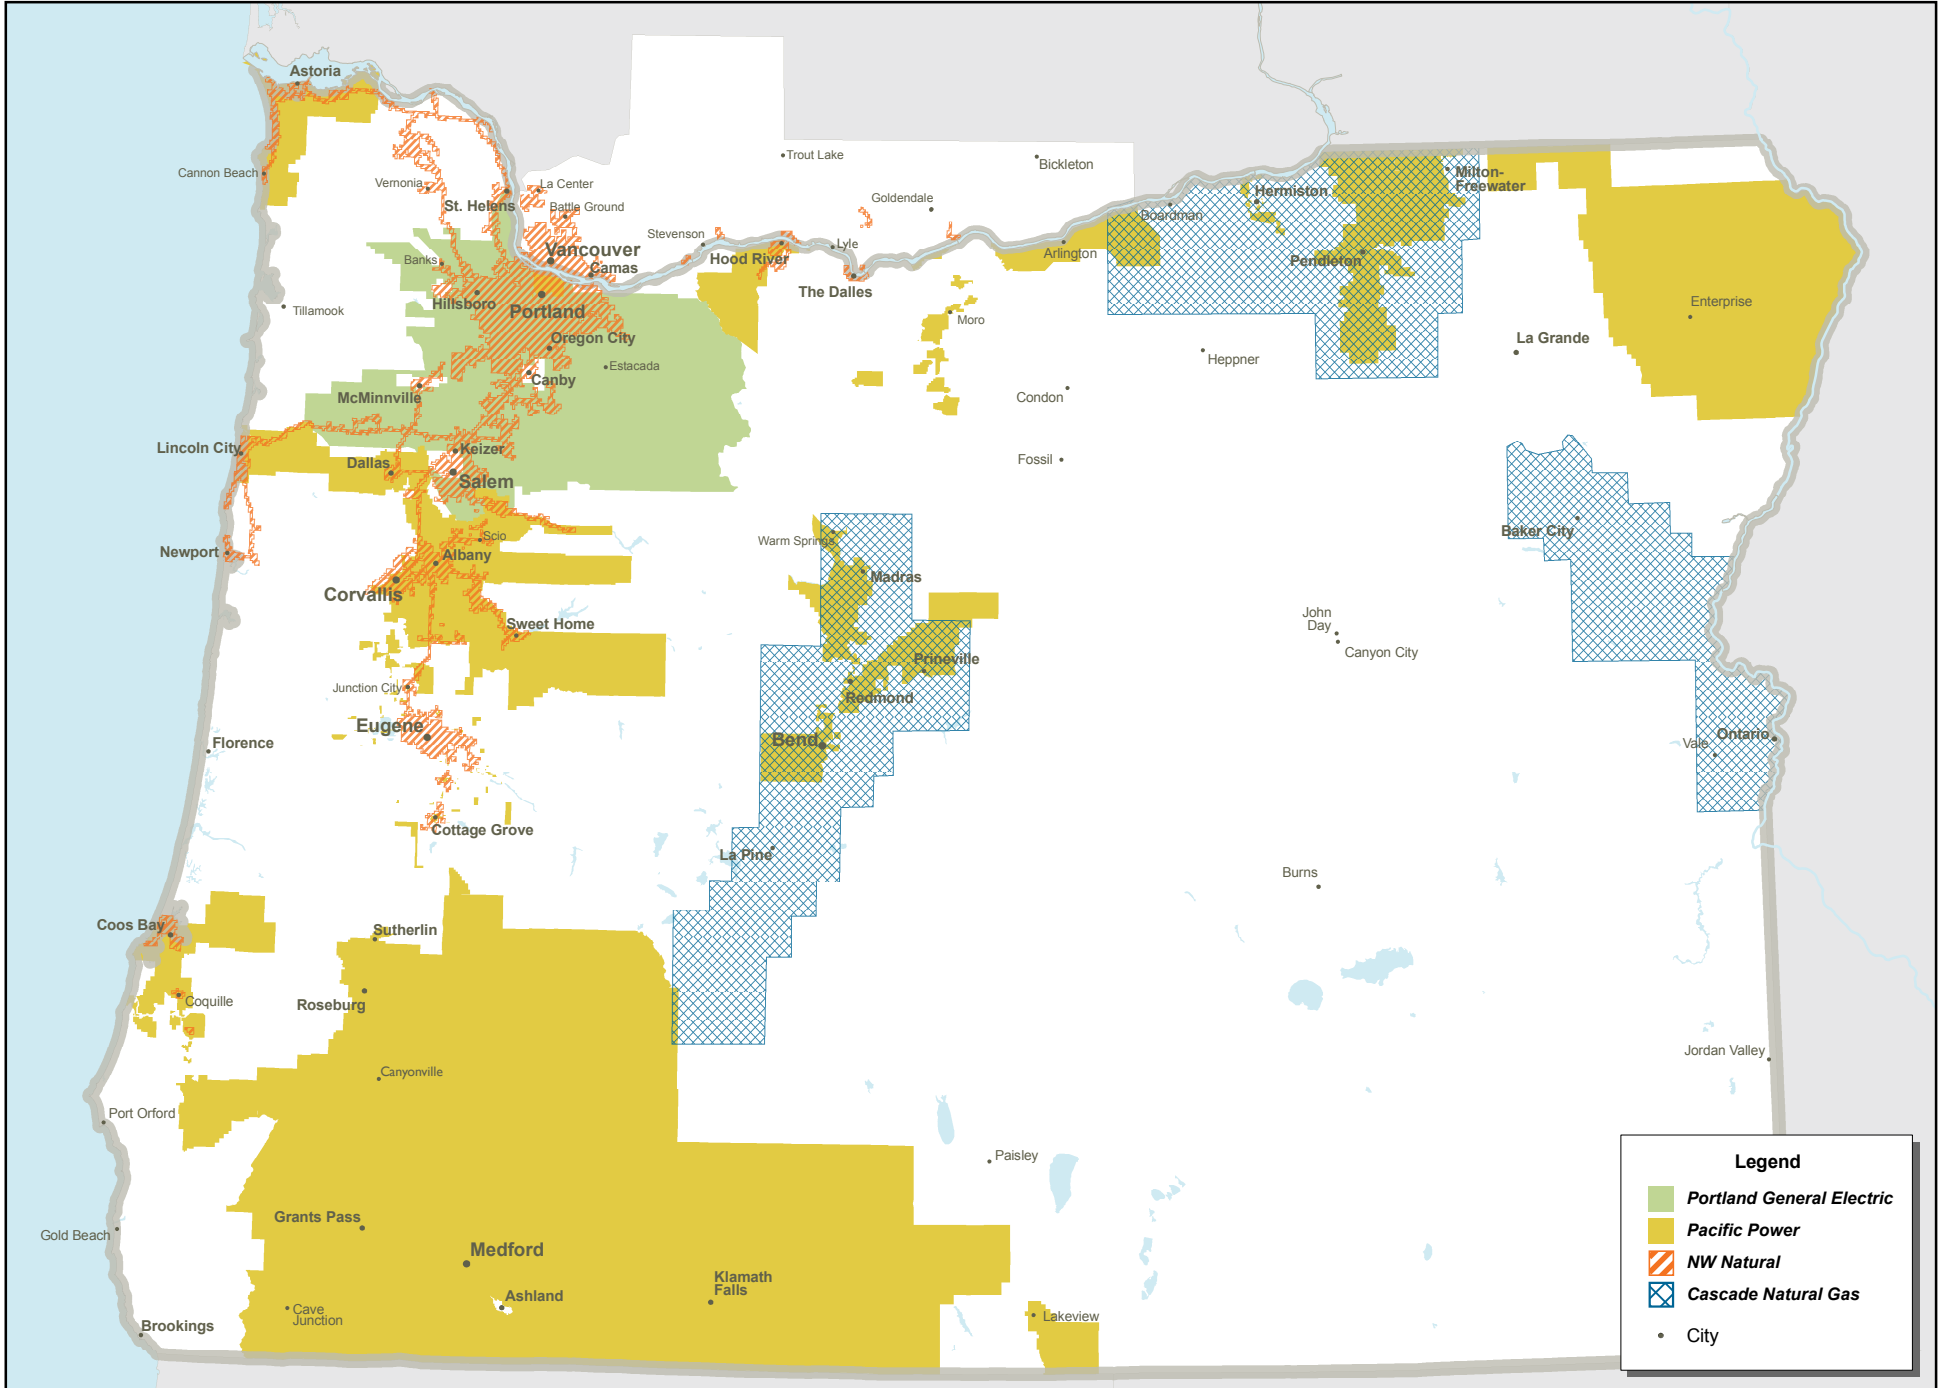 Astoria
Trout Lake
Bickleton
Cannon Beach
Vernonia
La Center
Milton-
Freewater
St. Helens
Battle Ground
Goldendale
Hermiston
Boardman
Stevenson
Vancouver
Lyle
Arlington
Banks
Camas
Hood River
Pendleton
The Dalles
Hillsboro
Portland
Tillamook
Moro
Enterprise
Oregon City
La Grande
Estacada
Heppner
Canby
McMinnville
Condon
Lincoln City
Keizer
Dallas
Fossil
Salem
Baker City
Scio
Warm Springs
Newport
Albany
Madras
Corvallis
John
Day
Sweet Home
Canyon City
Prineville
Junction City
Redmond
Eugene
Bend
Florence
Vale
Ontario
Cottage Grove
La Pine
Burns
Coos Bay
Sutherlin
Coquille
Roseburg
Jordan Valley
Canyonville
Port Orford
Paisley
Grants Pass
Gold Beach
Medford
Klamath
Falls
Ashland
Cave
Junction
Lakeview
Brookings
Legend
Portland General Electric
Pacific Power
NW Natural
Cascade Natural Gas
City